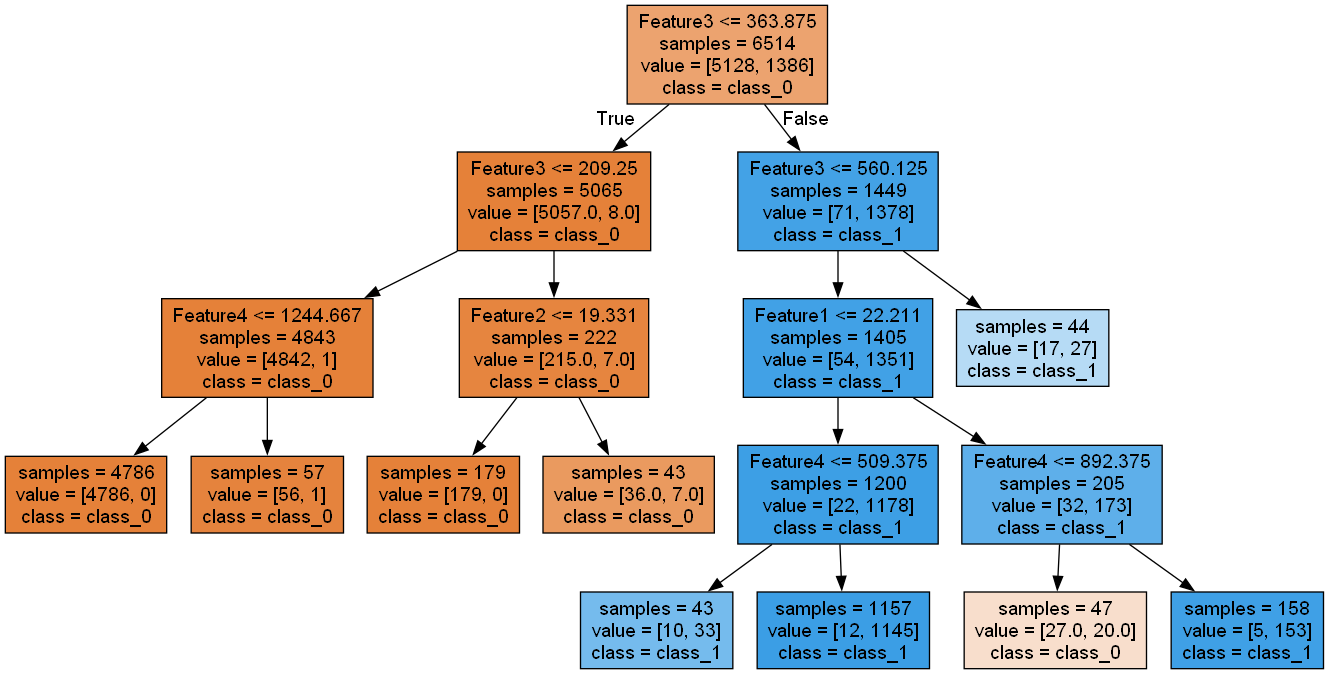 Feature3 <= 363.875
samples = 6514
value = [5128, 1386]
class = class_0
True
False
Feature3 <= 209.25
samples = 5065
value = [5057.0, 8.0]
class = class_0
Feature3 <= 560.125
samples = 1449
value = [71, 1378]
class = class_1
Feature4 <= 1244.667
samples = 4843
value = [4842, 1]
class = class_0
Feature2 <= 19.331
samples = 222
value = [215.0, 7.0]
class = class_0
Feature1 <= 22.211
samples = 1405
value = [54, 1351]
class = class_1
samples = 44
value = [17, 27]
class = class_1
samples = 4786
value = [4786, 0]
class = class_0
samples = 57
value = [56, 1]
class = class_0
samples = 179
value = [179, 0]
class = class_0
samples = 43
value = [36.0, 7.0]
class = class_0
Feature4 <= 509.375
samples = 1200
value = [22, 1178]
class = class_1
Feature4 <= 892.375
samples = 205
value = [32, 173]
class = class_1
samples = 43
value = [10, 33]
class = class_1
samples = 1157
value = [12, 1145]
class = class_1
samples = 47
value = [27.0, 20.0]
class = class_0
samples = 158
value = [5, 153]
class = class_1